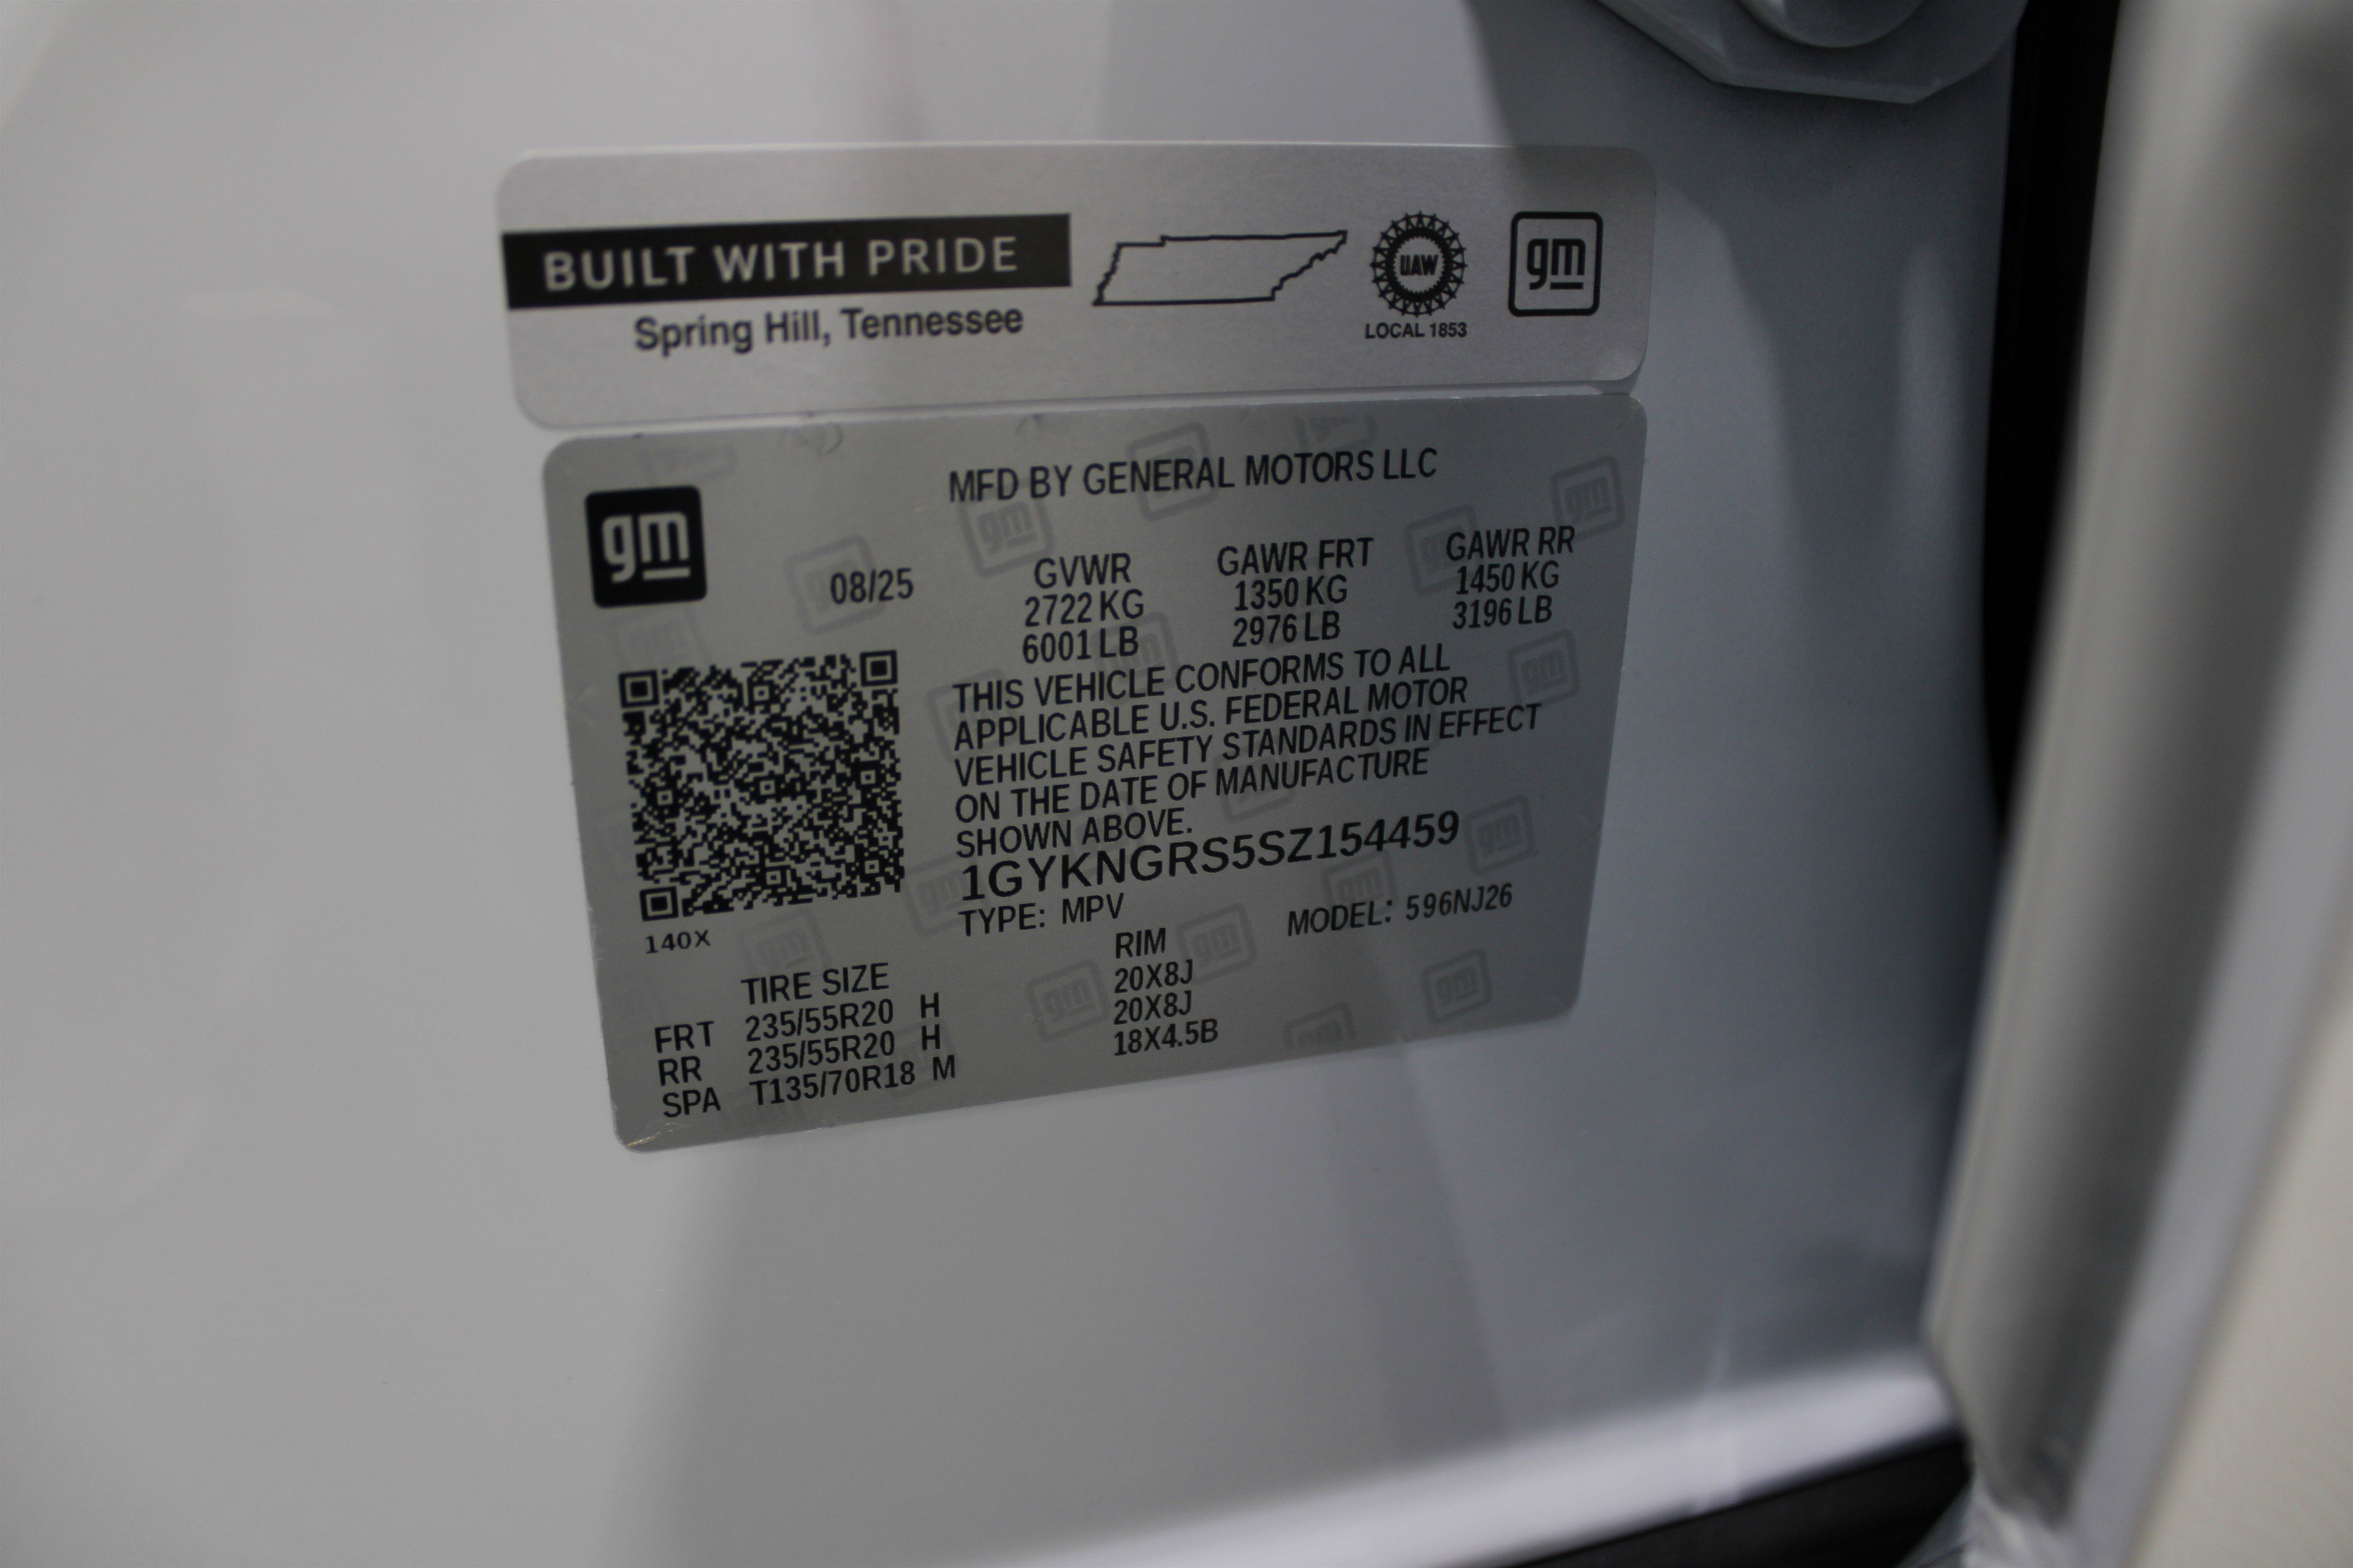 BUILT WITH PRIDE
Spring Hill, Tennessee
UAW
LOCAL 1853
gm
gm
MFD BY GENERAL MOTORS LLC
08/25
GVWR GAWR FRT GAWR RR
2722 KG 1350 KG 1450 KG
6001 LB 2976 LB 3196 LB
THIS VEHICLE CONFORMS TO ALL
APPLICABLE U.S. FEDERAL MOTOR
VEHICLE SAFETY STANDARDS IN EFFECT
ON THE DATE OF MANUFACTURE
SHOWN ABOVE.
1GYKNGRS5SZ154459
TYPE: MPV MODEL: 596NJ26
140X
TIRE SIZE RIM
FRT 235/55R20 H 20X8J
RR 235/55R20 H 20X8J
SPA T135/70R18 M 18X4.5B